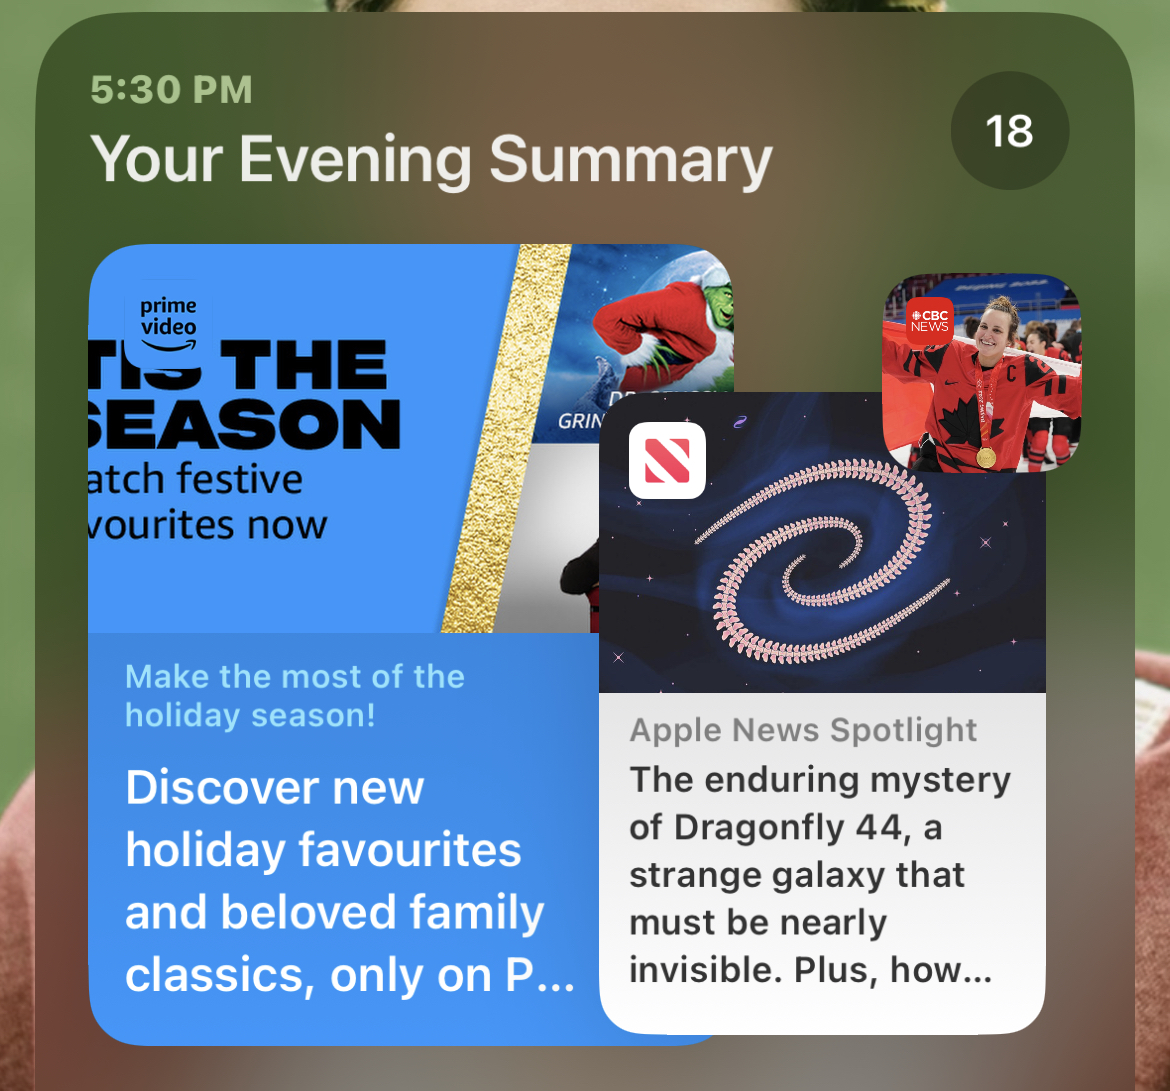 5:30 PM
Your Evening Summary
18
prime
video
THE
SEASON
atch festive
vourites now
GRIN
CBC
NEWS
C
Make the most of the
holiday season!
Discover new
holiday favourites
and beloved family
classics, only on P...
Apple News Spotlight
The enduring mystery
of Dragonfly 44, a
strange galaxy that
must be nearly
invisible. Plus, how...